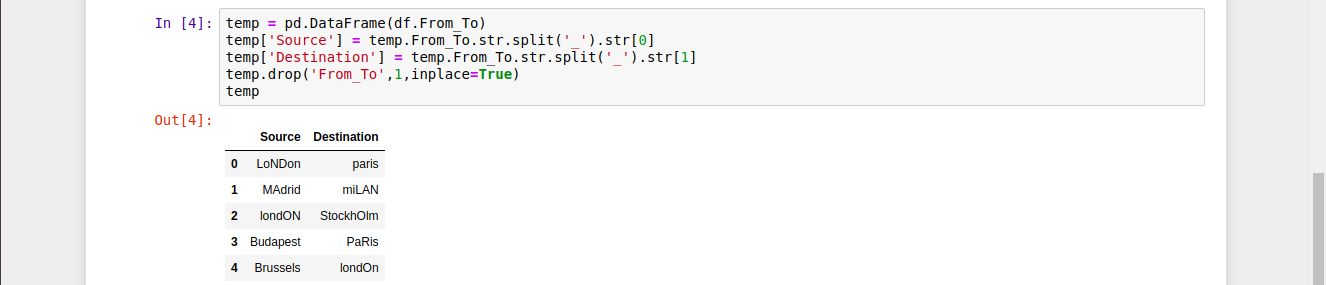 In [4]: temp = pd.DataFrame(df.From_To)
temp['Source'] = temp.From_To.str.split('_').str[0]
temp['Destination'] = temp.From_To.str.split('_').str[1]
temp.drop('From_To',1,inplace=True)
temp
Out[4]:
Source Destination
0 LoNDon paris
1 MAdrid miLAN
2 londON StockhOlm
3 Budapest PaRis
4 Brussels londOn